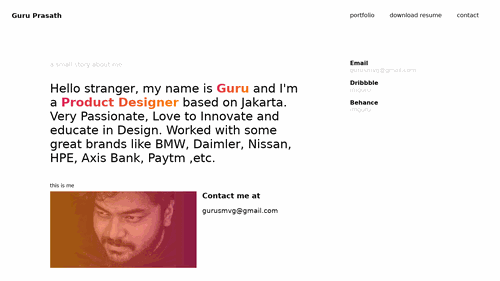 Guru Prasath
portfolio download resume contact
a small story about me
Hello stranger, my name is Guru and I'm
a Product Designer based on Jakarta.
Very Passionate, Love to Innovate and
educate in Design. Worked with some
great brands like BMW, Daimler, Nissan,
HPE, Axis Bank, Paytm ,etc.
this is me
Contact me at
gurusmvg@gmail.com
Email
gurusmvg@gmail.com
Dribbble
Behance